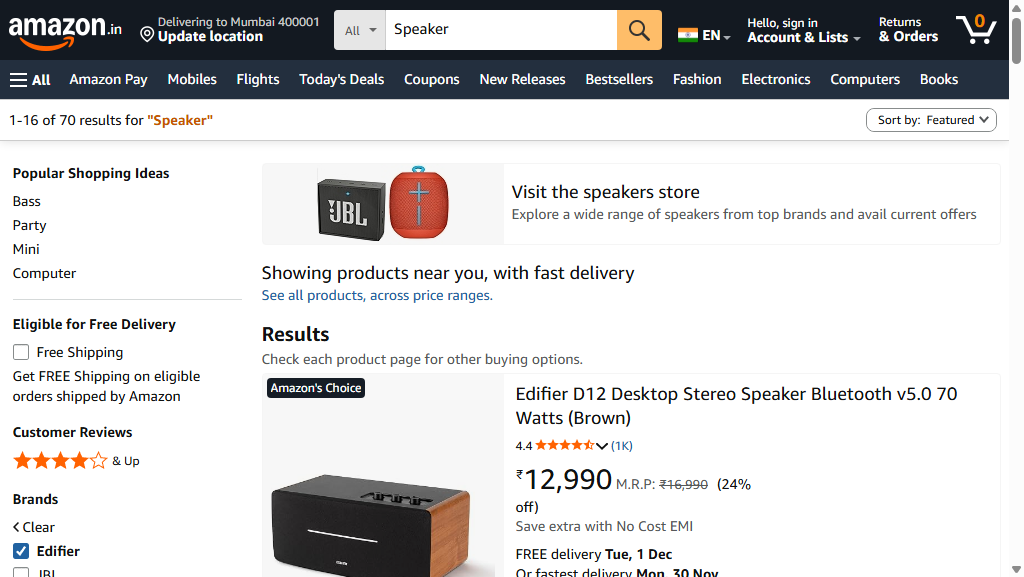 amazon.in
Delivering to Mumbai 400001
Update location
All
Speaker
EN
Hello, sign in
Account & Lists
Returns
& Orders
0
All
Amazon Pay
Mobiles
Flights
Today's Deals
Coupons
New Releases
Bestsellers
Fashion
Electronics
Computers
Books
1-16 of 70 results for "Speaker"
Sort by: Featured
Popular Shopping Ideas
Bass
Party
Mini
Computer
Eligible for Free Delivery
Free Shipping
Get FREE Shipping on eligible
orders shipped by Amazon
Customer Reviews
& Up
Brands
Clear
Edifier
JBL
JBL
Visit the speakers store
Explore a wide range of speakers from top brands and avail current offers
Showing products near you, with fast delivery
See all products, across price ranges.
Results
Check each product page for other buying options.
Amazon's Choice
Edifier D12 Desktop Stereo Speaker Bluetooth v5.0 70
Watts (Brown)
4.4 (1K)
₹12,990 M.R.P: ₹16,990 (24%
off)
Save extra with No Cost EMI
FREE delivery Tue, 1 Dec
Or fastest delivery Mon, 30 Nov